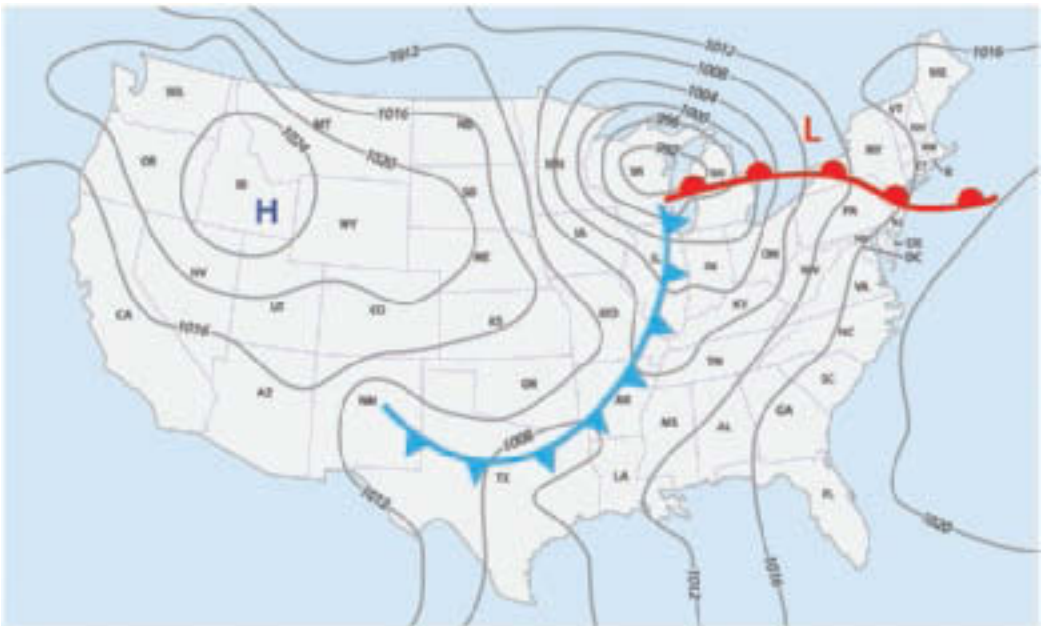 1012
1016
1012
1008
1004
1000
996
1016
1020
1024
WA
MT
ND
ME
VT
NH
NY
OR
ID
H
L
MN
WI
SD
WY
IA
NE
PA
NJ
DE
DC
NV
UT
CO
IL
IN
OH
WV
VA
CA
1016
KS
MO
KY
NC
AZ
NM
OK
TN
AR
SC
1008
MS
AL
GA
TX
LA
FL
1012
1012
1016
1020